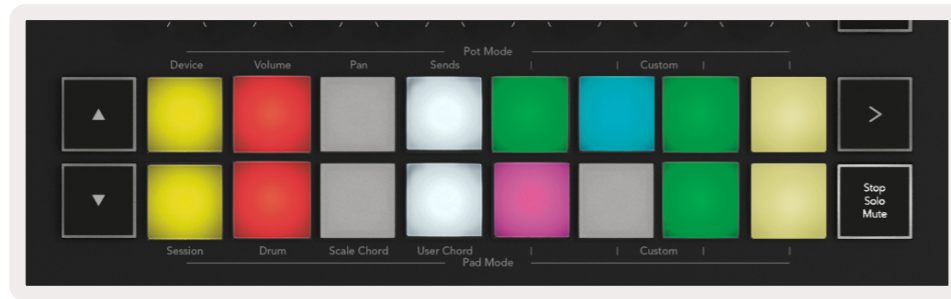 Pot Mode
Device Volume Pan Sends Custom
▲ >
▼ Stop
Solo
Mute
Session Drum Scale Chord User Chord Custom
Pad Mode